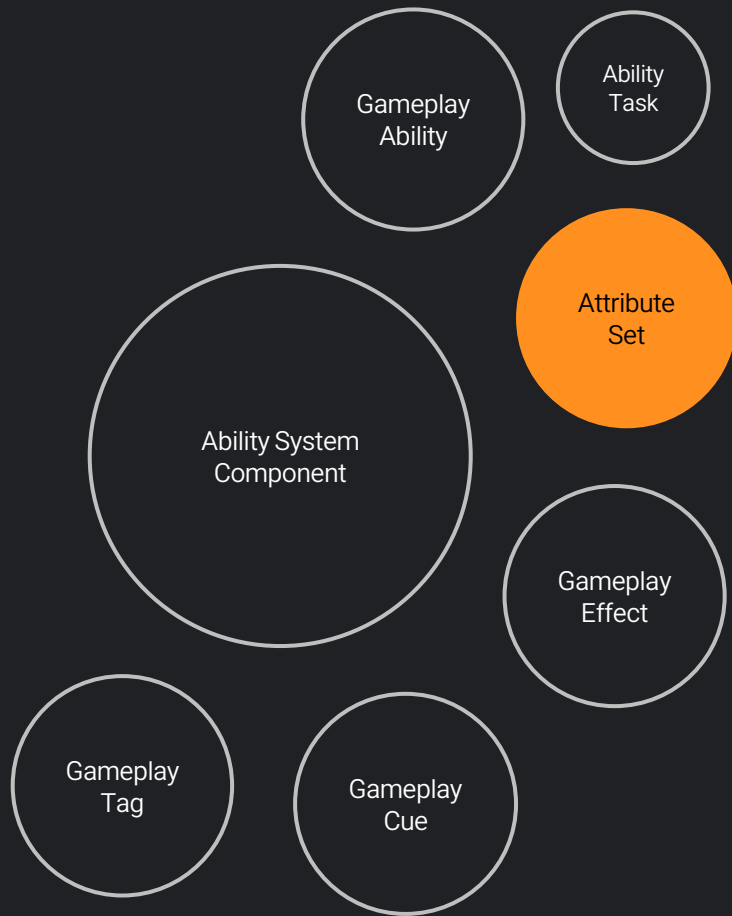 Gameplay
Ability
Ability
Task
Attribute
Set
Ability System
Component
Gameplay
Effect
Gameplay
Tag
Gameplay
Cue